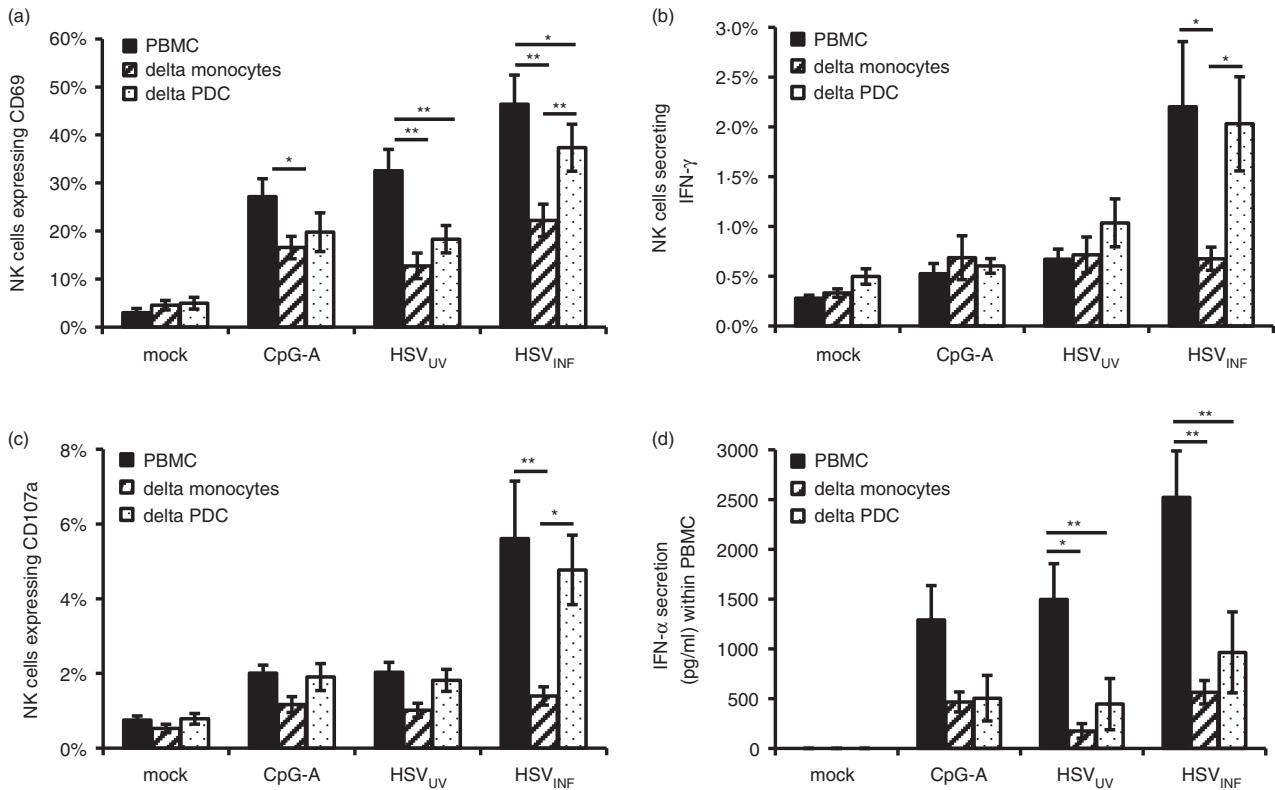 (a)
NK cells expressing CD69
60%
50%
40%
30%
20%
10%
0%
PBMC
delta monocytes
delta PDC
*
**
**
**
**
*
**
mock
CpG-A
HSVUV
HSVINF
(b)
NK cells secreting
IFN-γ
3·0%
2·5%
2·0%
1·5%
1·0%
0·5%
0·0%
PBMC
delta monocytes
delta PDC
*
*
mock
CpG-A
HSVUV
HSVINF
(c)
NK cells expressing CD107a
8%
6%
4%
2%
0%
PBMC
delta monocytes
delta PDC
**
*
mock
CpG-A
HSVUV
HSVINF
(d)
IFN-α secretion
(pg/ml) within PBMC
3000
2500
2000
1500
1000
500
0
PBMC
delta monocytes
delta PDC
**
*
**
**
mock
CpG-A
HSVUV
HSVINF